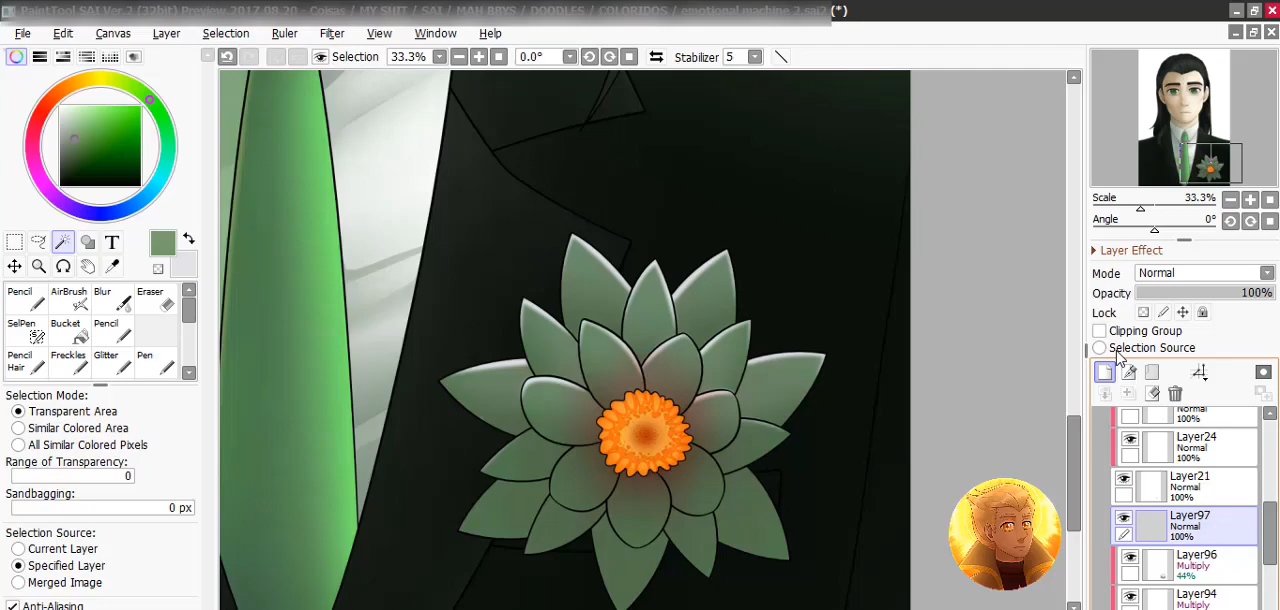 PaintTool SAI Ver.2 (32bit) Preview.2017.08.20 - Coisas / MY SHIT / SAI / MAH B8YS / DOODLES / COLORIDOS / emotional machine 2.sai2 (*)
File Edit Canvas Layer Selection Ruler Filter View Window Help
Selection 33.3% 0.0° Stabilizer 5
Scale 33.3%
Angle 0°
Layer Effect
Mode Normal
Opacity 100%
Lock
Clipping Group
Selection Source
T
Pencil AirBrush Blur Eraser
SelPen Bucket Pencil
Pencil Hair Freckles Glitter Pen
Selection Mode:
Transparent Area
Similar Colored Area
All Similar Colored Pixels
Range of Transparency:
0
Sandbagging:
0 px
Selection Source:
Current Layer
Specified Layer
Merged Image
Anti-Aliasing
Normal
100%
Layer24
Normal
100%
Layer21
Normal
100%
Layer97
Normal
100%
Layer96
Multiply
44%
Layer94
Multiply